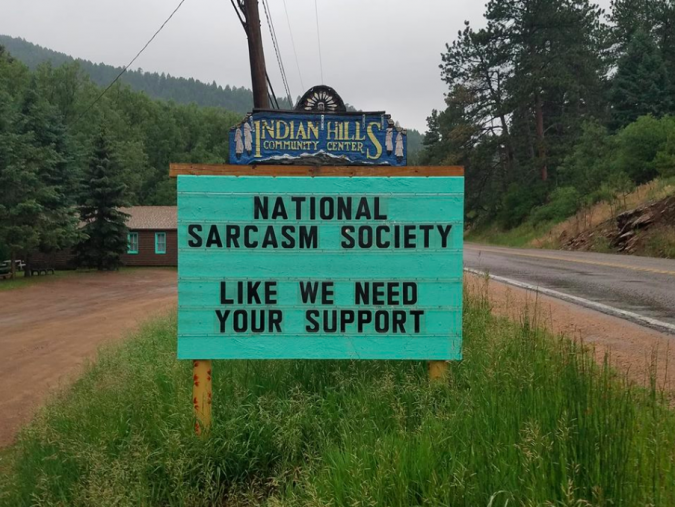 INDIAN HILLS
COMMUNITY CENTER
NATIONAL
SARCASM SOCIETY
LIKE WE NEED
YOUR SUPPORT